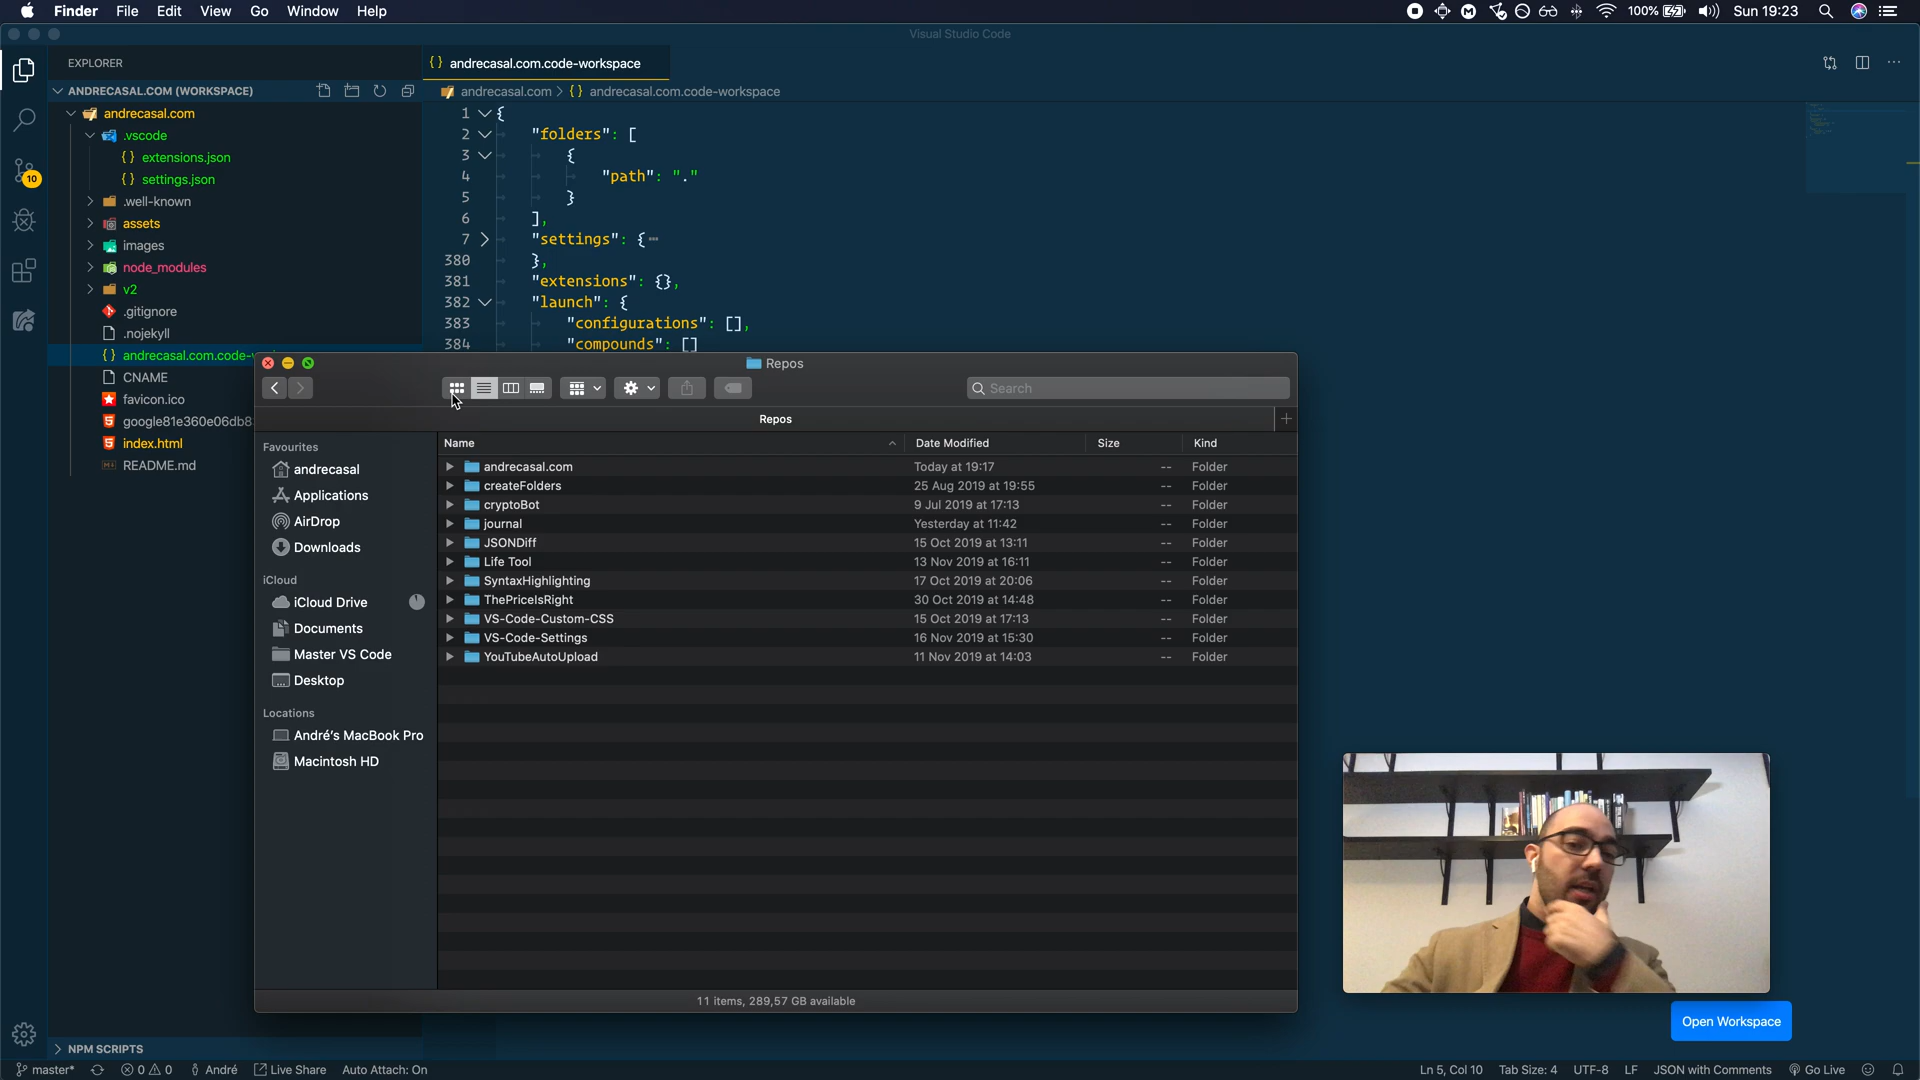 Finder File Edit View Go Window Help
100% Sun 19:23
Visual Studio Code
EXPLORER
{} andrecasal.com.code-workspace
ANDRECASAL.COM (WORKSPACE)
andrecasal.com > {} andrecasal.com.code-workspace
andrecasal.com
.vscode
{} extensions.json
{} settings.json
.well-known
assets
images
node_modules
v2
.gitignore
.nojekyll
{} andrecasal.com.code-
CNAME
favicon.ico
google81e360e06db8
index.html
README.md
10
1 {
2 "folders": [
3 {
4 "path": "."
5 }
6 ],
7 "settings": {
380 },
381 "extensions": {},
382 "launch": {
383 "configurations": [],
384 "compounds": []
Repos
Search
Repos
Favourites
andrecasal
Applications
AirDrop
Downloads
iCloud
iCloud Drive
Documents
Master VS Code
Desktop
Locations
André's MacBook Pro
Macintosh HD
Name Date Modified Size Kind
andrecasal.com Today at 19:17 -- Folder
createFolders 25 Aug 2019 at 19:55 -- Folder
cryptoBot 9 Jul 2019 at 17:13 -- Folder
journal Yesterday at 11:42 -- Folder
JSONDiff 15 Oct 2019 at 13:11 -- Folder
Life Tool 13 Nov 2019 at 16:11 -- Folder
SyntaxHighlighting 17 Oct 2019 at 20:06 -- Folder
ThePriceIsRight 30 Oct 2019 at 14:48 -- Folder
VS-Code-Custom-CSS 15 Oct 2019 at 17:13 -- Folder
VS-Code-Settings 16 Nov 2019 at 15:30 -- Folder
YouTubeAutoUpload 11 Nov 2019 at 14:03 -- Folder
11 items, 289,57 GB available
Open Workspace
NPM SCRIPTS
master* 0 0 André Live Share Auto Attach: On
Ln 5, Col 10 Tab Size: 4 UTF-8 LF JSON with Comments Go Live